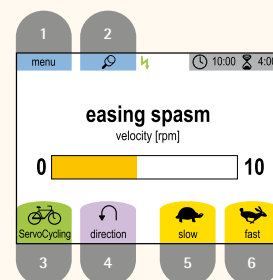 1 2
menu 10:00 4:00
easing spasm
velocity [rpm]
0 10
ServoCycling direction slow fast
3 4 5 6